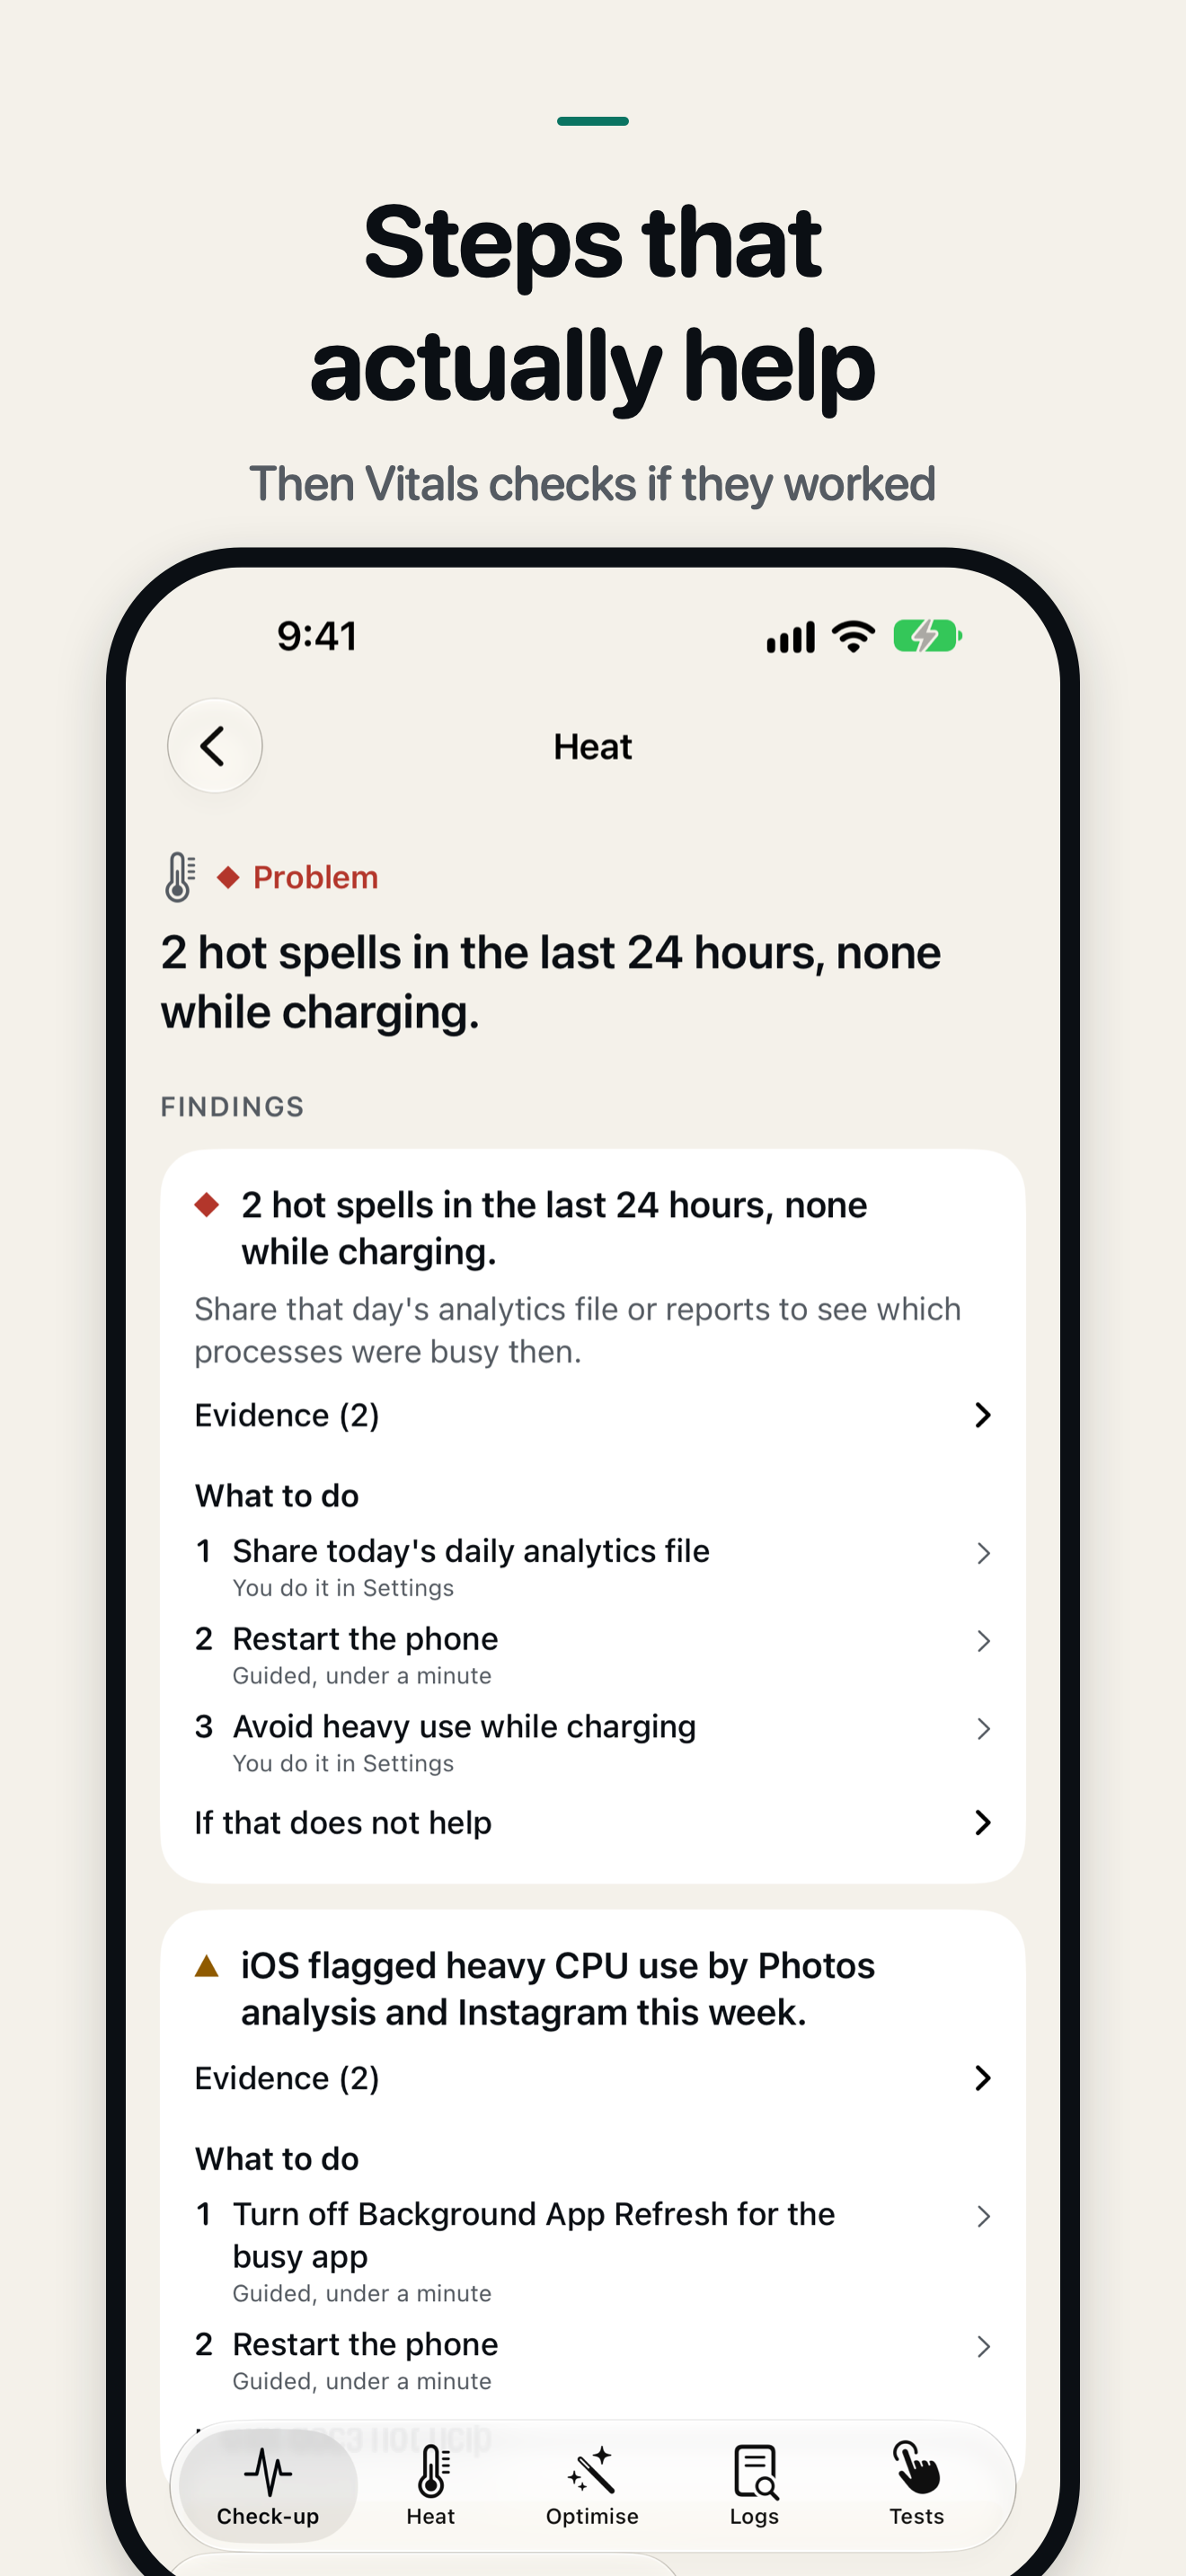 Steps that
actually help
Then Vitals checks if they worked
9:41
Heat
Problem
2 hot spells in the last 24 hours, none
while charging.
FINDINGS
2 hot spells in the last 24 hours, none
while charging.
Share that day's analytics file or reports to see which
processes were busy then.
Evidence (2)
What to do
1 Share today's daily analytics file
You do it in Settings
2 Restart the phone
Guided, under a minute
3 Avoid heavy use while charging
You do it in Settings
If that does not help
iOS flagged heavy CPU use by Photos
analysis and Instagram this week.
Evidence (2)
What to do
1 Turn off Background App Refresh for the
busy app
Guided, under a minute
2 Restart the phone
Guided, under a minute
Check-up Heat Optimise Logs Tests